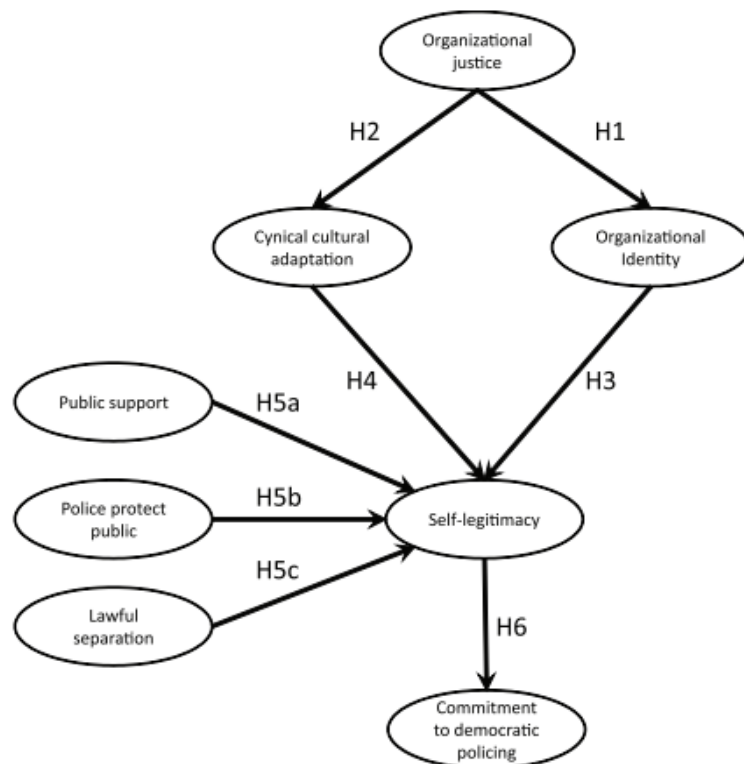 Organizational
justice
H2
H1
Cynical cultural
adaptation
Organizational
Identity
H4
H3
Public support
H5a
Police protect
public
H5b
Self-legitimacy
H5c
Lawful
separation
H6
Commitment
to democratic
policing